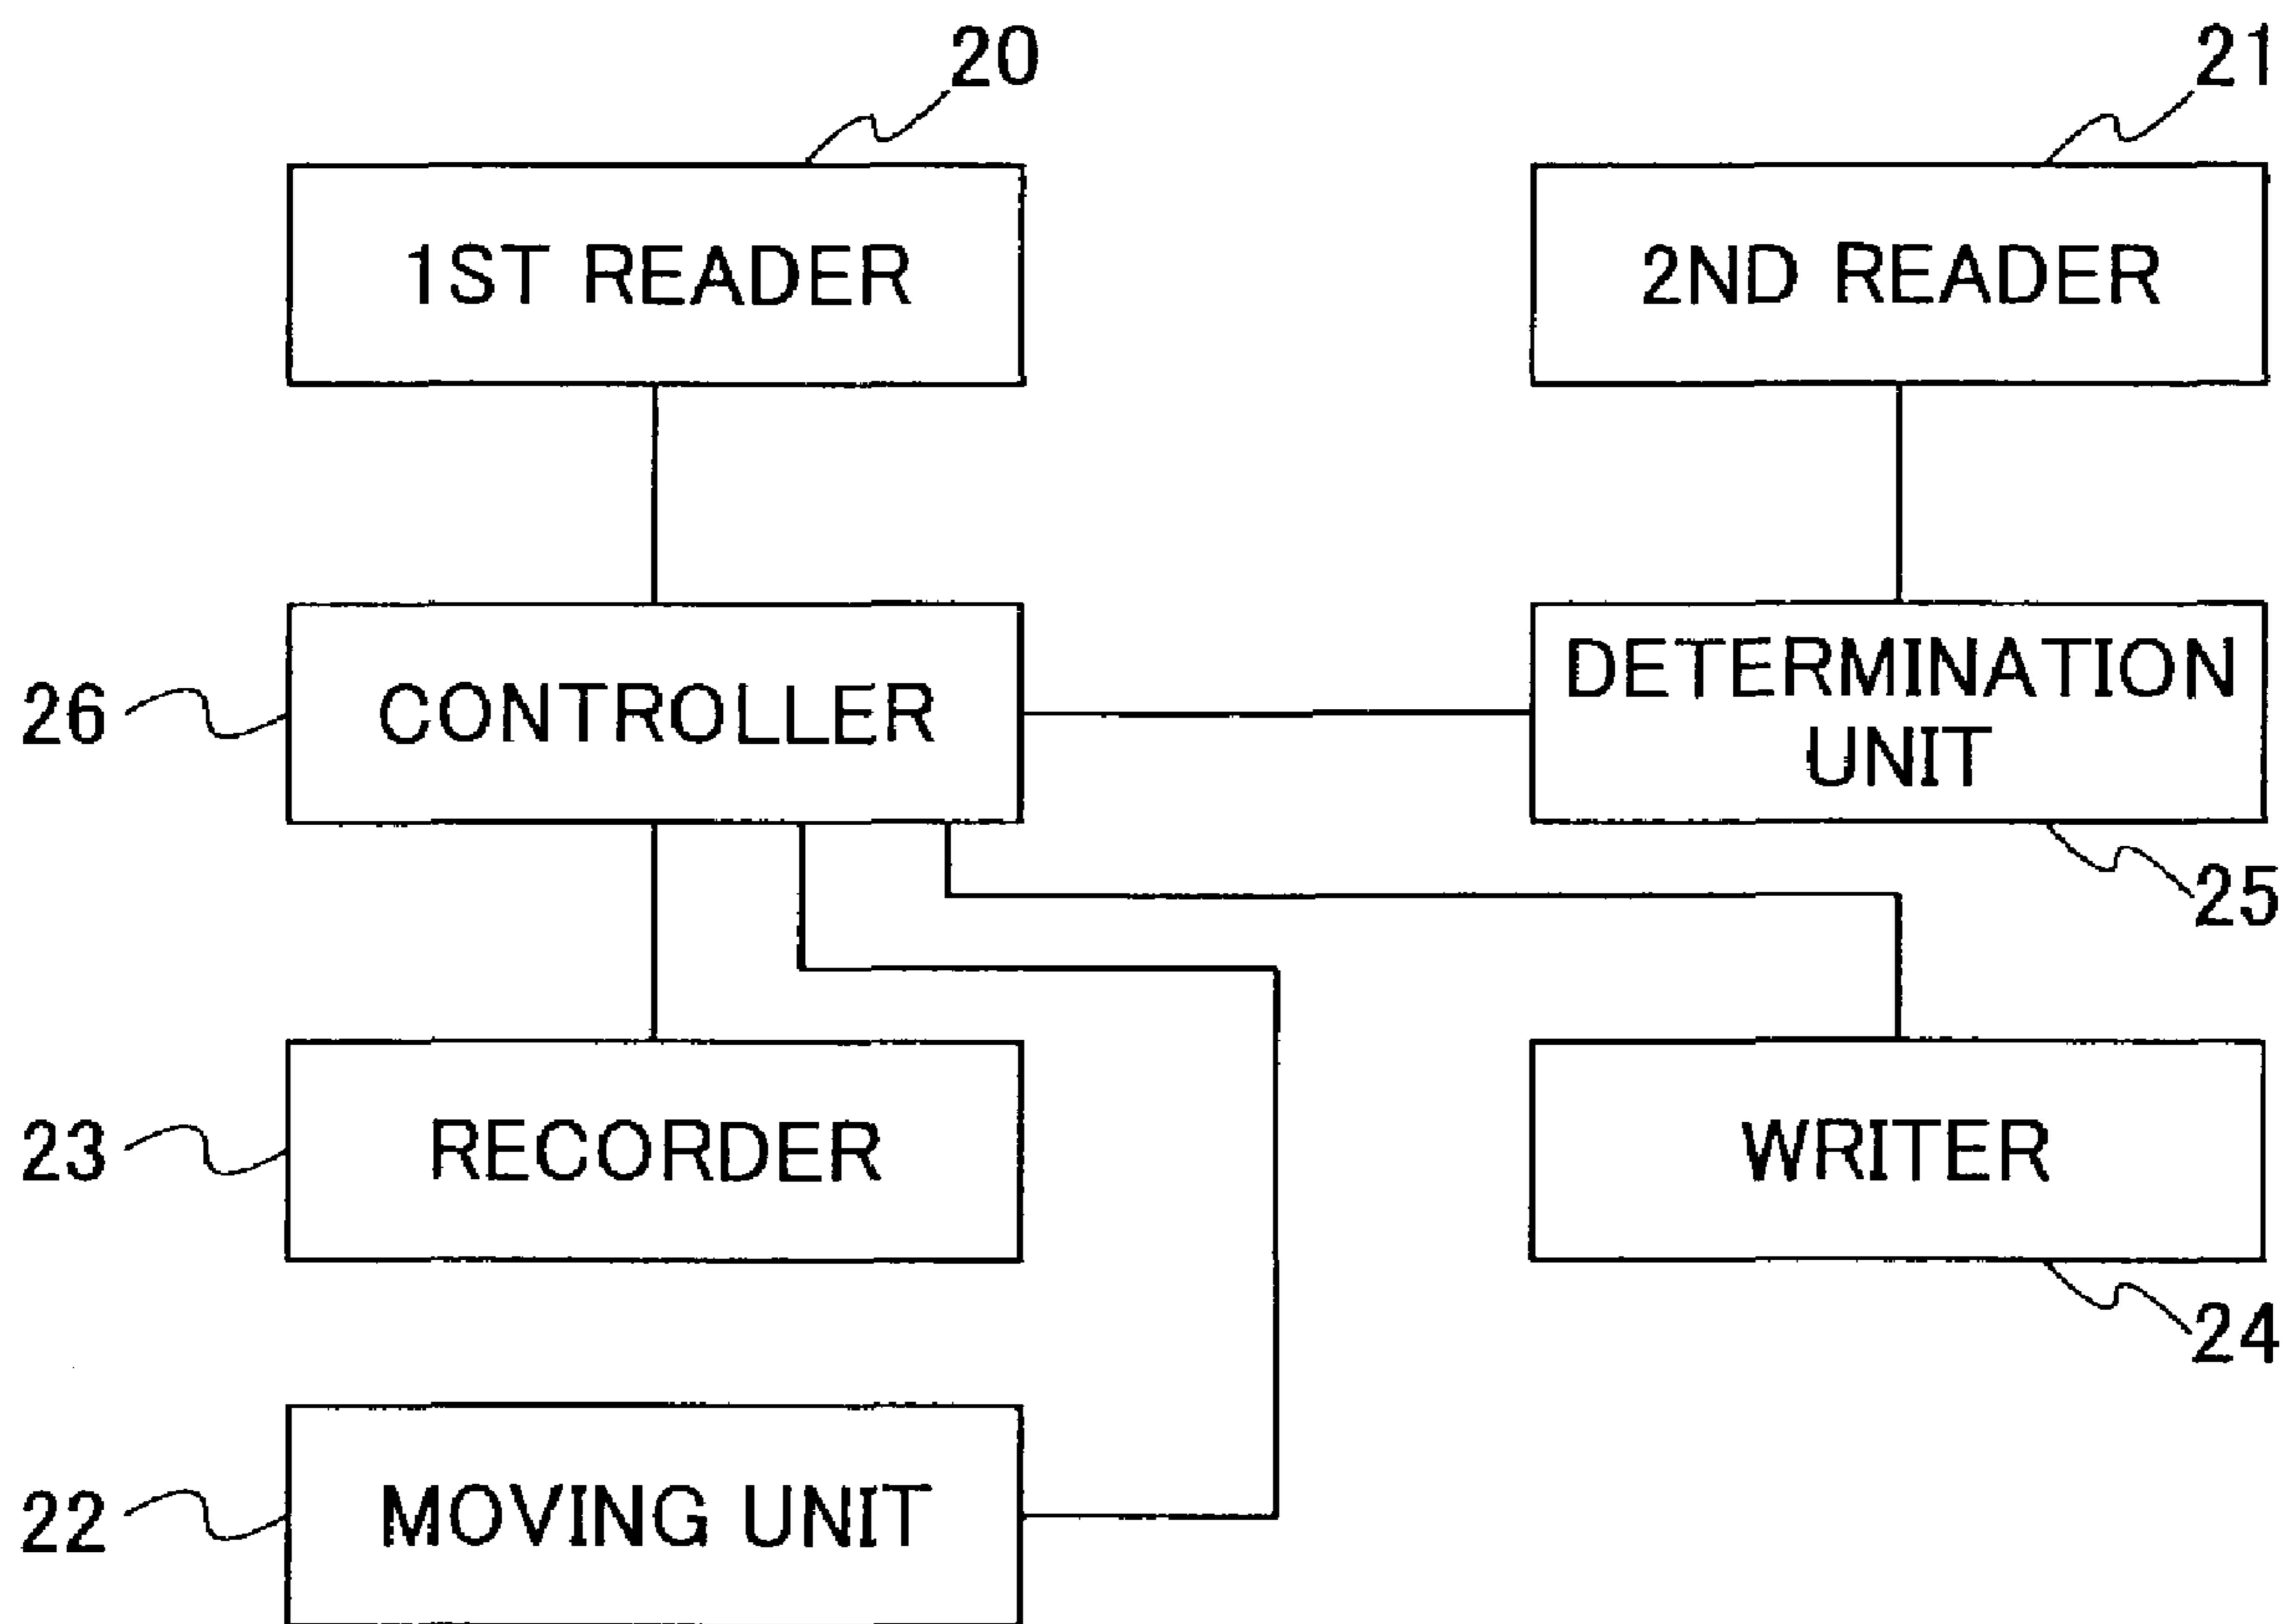 20
21
1ST READER
2ND READER
26
CONTROLLER
DETERMINATION
UNIT
25
23
RECORDER
WRITER
24
22
MOVING UNIT